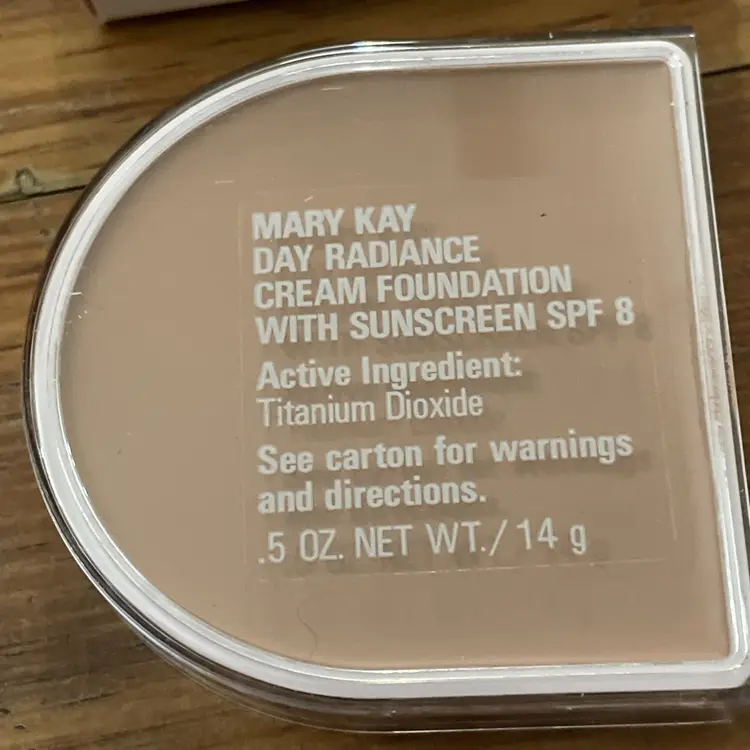 MARY KAY
DAY RADIANCE
CREAM FOUNDATION
WITH SUNSCREEN SPF 8
Active Ingredient:
Titanium Dioxide
See carton for warnings
and directions.
.5 OZ. NET WT./14 g